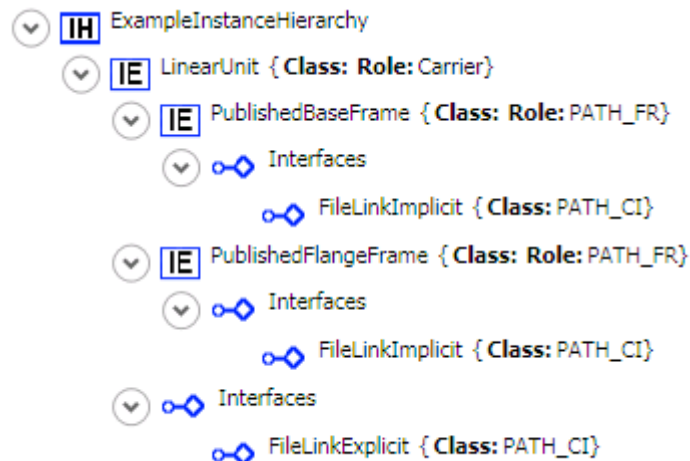 IH ExampleInstanceHierarchy
IE LinearUnit { Class: Role: Carrier}
IE PublishedBaseFrame { Class: Role: PATH_FR}
Interfaces
FileLinkImplicit { Class: PATH_CI}
IE PublishedFlangeFrame { Class: Role: PATH_FR}
Interfaces
FileLinkImplicit { Class: PATH_CI}
Interfaces
FileLinkExplicit { Class: PATH_CI}